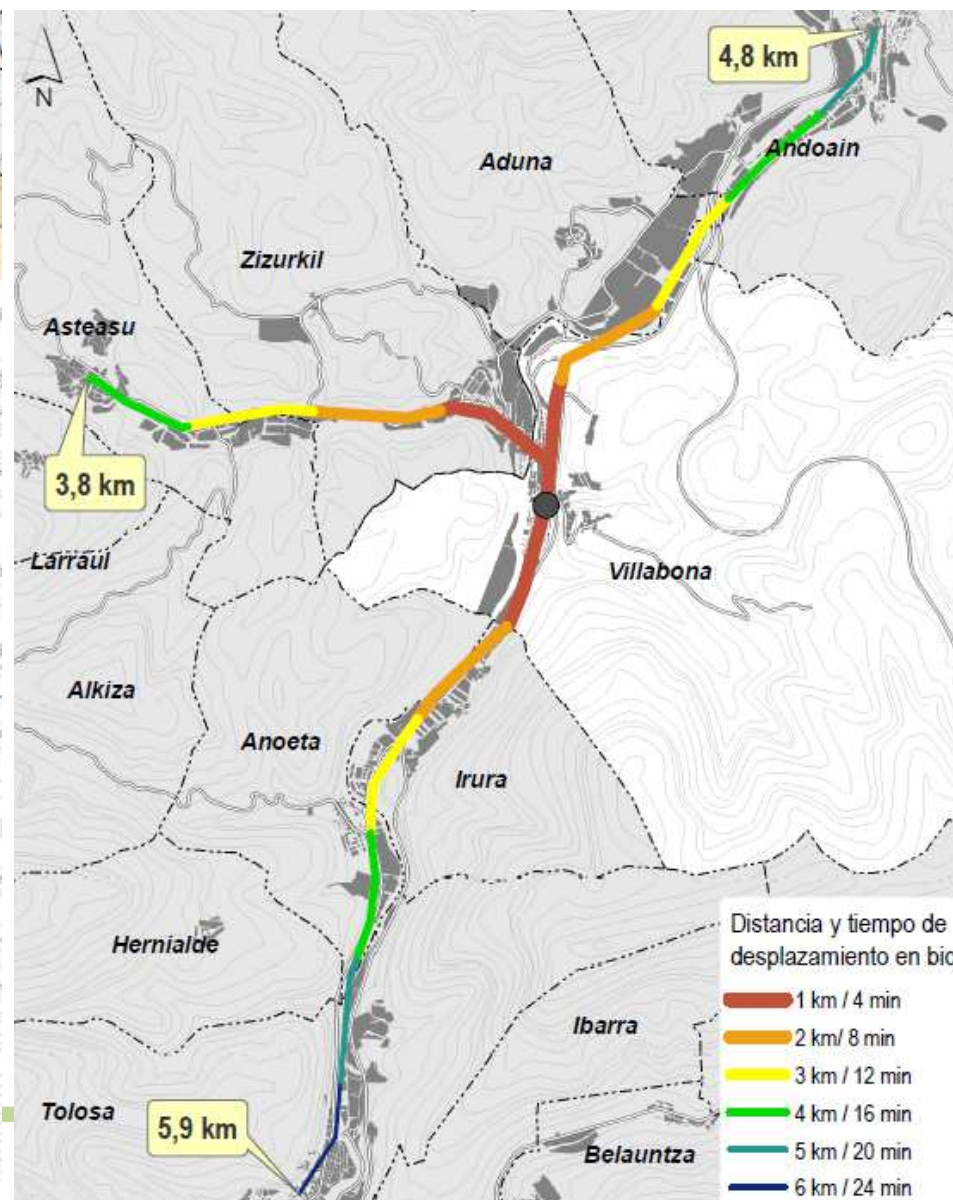 4,8 km
N
Andoain
Aduna
Zizurkil
Asteasu
3,8 km
Larraul
Villabona
Alkiza
Anoeta
Irura
Hernialde
Ibarra
Tolosa
5,9 km
Belauntza
Distancia y tiempo de
desplazamiento en bic
1 km / 4 min
2 km/ 8 min
3 km / 12 min
4 km / 16 min
5 km / 20 min
6 km / 24 min